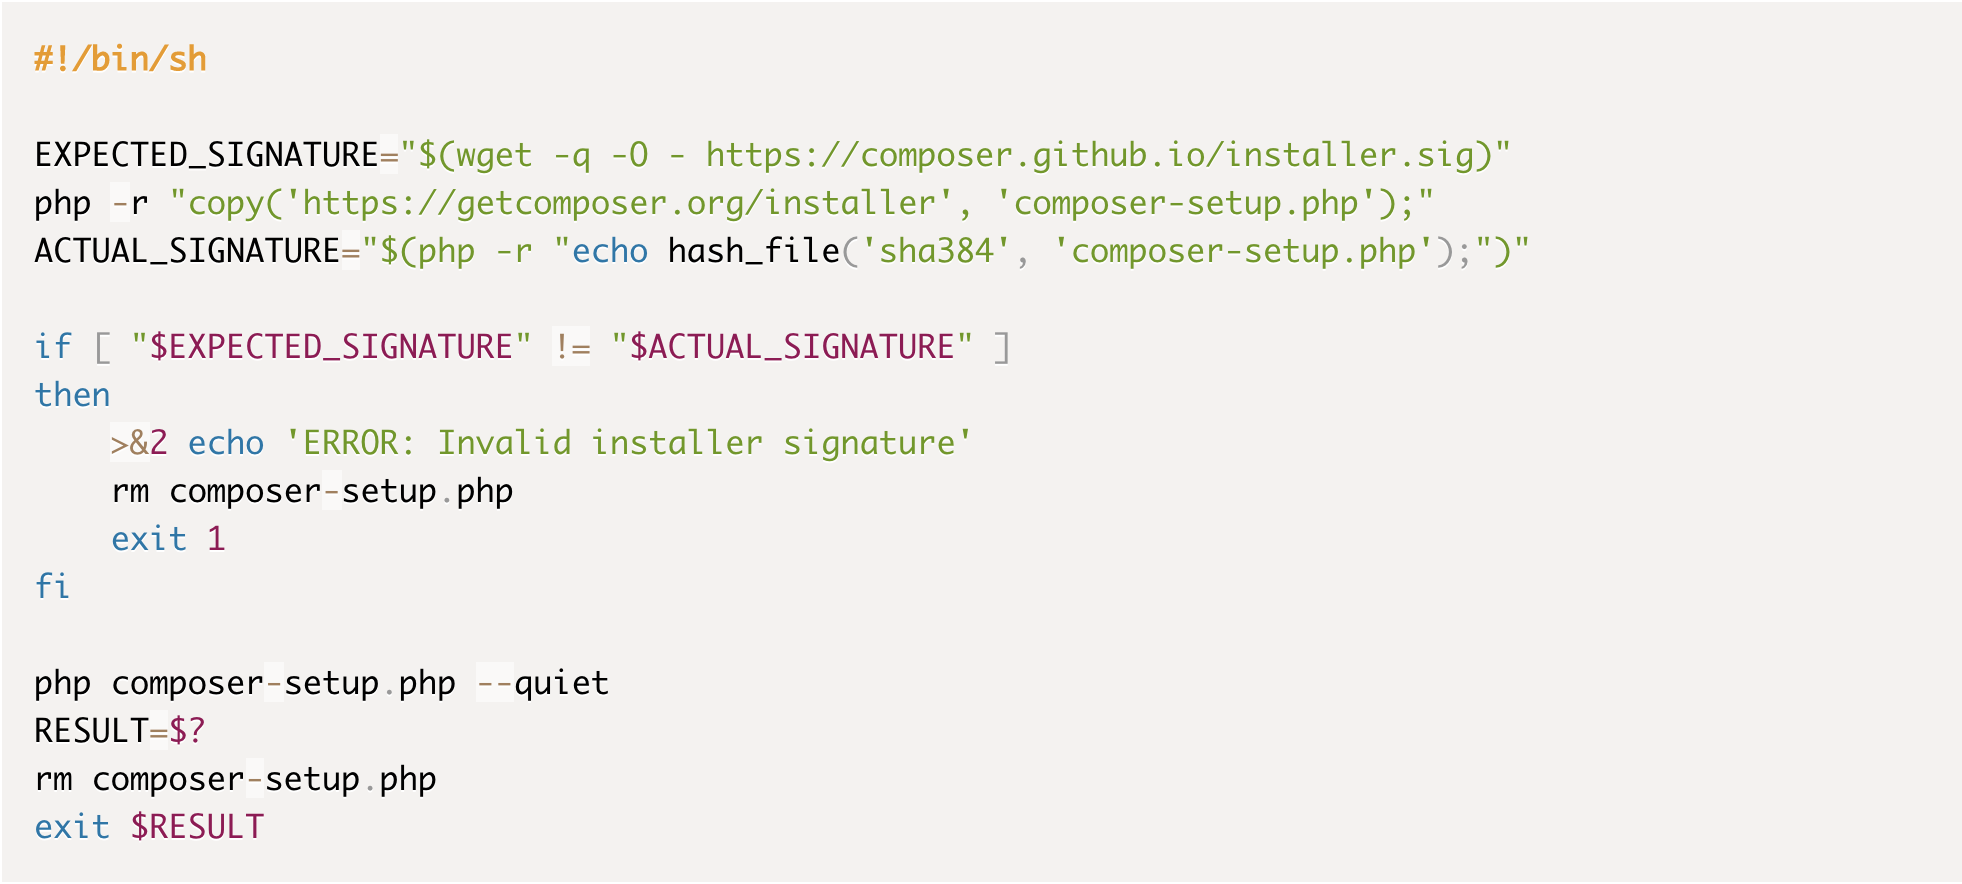 #!/bin/sh
EXPECTED_SIGNATURE="$(wget -q -O - https://composer.github.io/installer.sig)"
php -r "copy('https://getcomposer.org/installer', 'composer-setup.php');"
ACTUAL_SIGNATURE="$(php -r "echo hash_file('sha384', 'composer-setup.php');")"
if [ "$EXPECTED_SIGNATURE" != "$ACTUAL_SIGNATURE" ]
then
    >&2 echo 'ERROR: Invalid installer signature'
    rm composer-setup.php
    exit 1
fi
php composer-setup.php --quiet
RESULT=$?
rm composer-setup.php
exit $RESULT